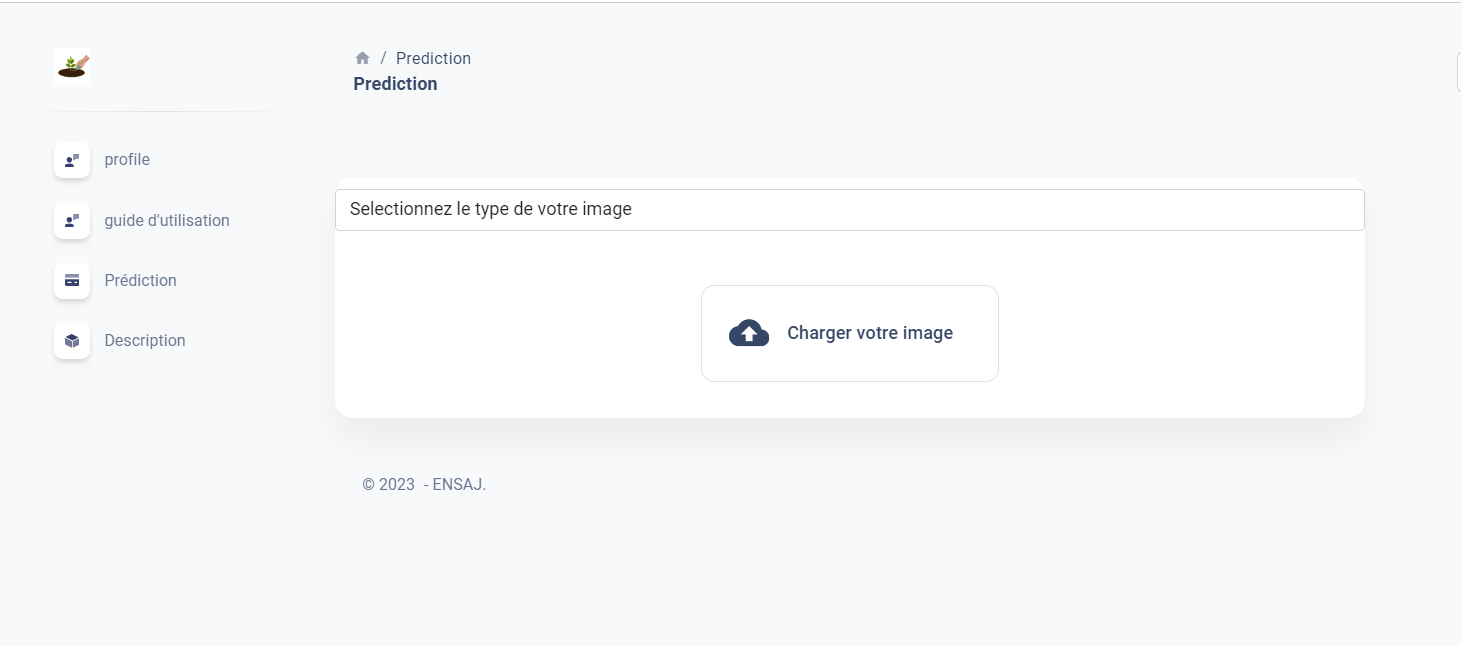 / Prediction
Prediction
profile
guide d'utilisation
Prédiction
Description
Selectionnez le type de votre image
Charger votre image
© 2023 - ENSAJ.